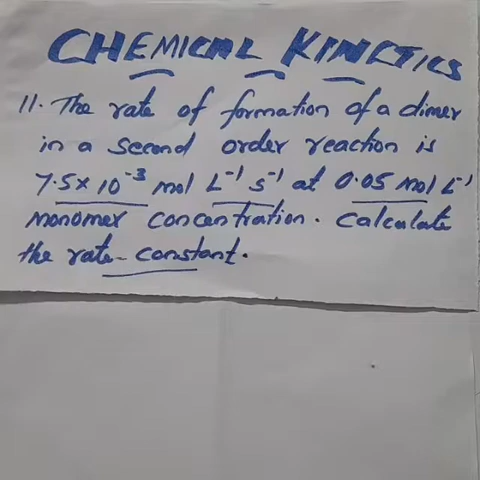 CHEMICAL KINETICS
11. The rate of formation of a dimer
in a second order reaction is
7.5 x 10⁻³ mol L⁻¹ s⁻¹ at 0.05 mol L⁻¹
monomer concentration. Calculate
the rate constant.